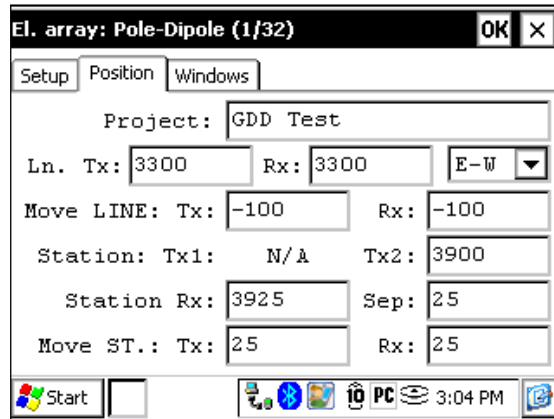 El. array: Pole-Dipole (1/32) OK ×
Setup Position Windows
Project: GDD Test
Ln. Tx: 3300 Rx: 3300 E-W
Move LINE: Tx: -100 Rx: -100
Station: Tx1: N/A Tx2: 3900
Station Rx: 3925 Sep: 25
Move ST.: Tx: 25 Rx: 25
Start PC 3:04 PM